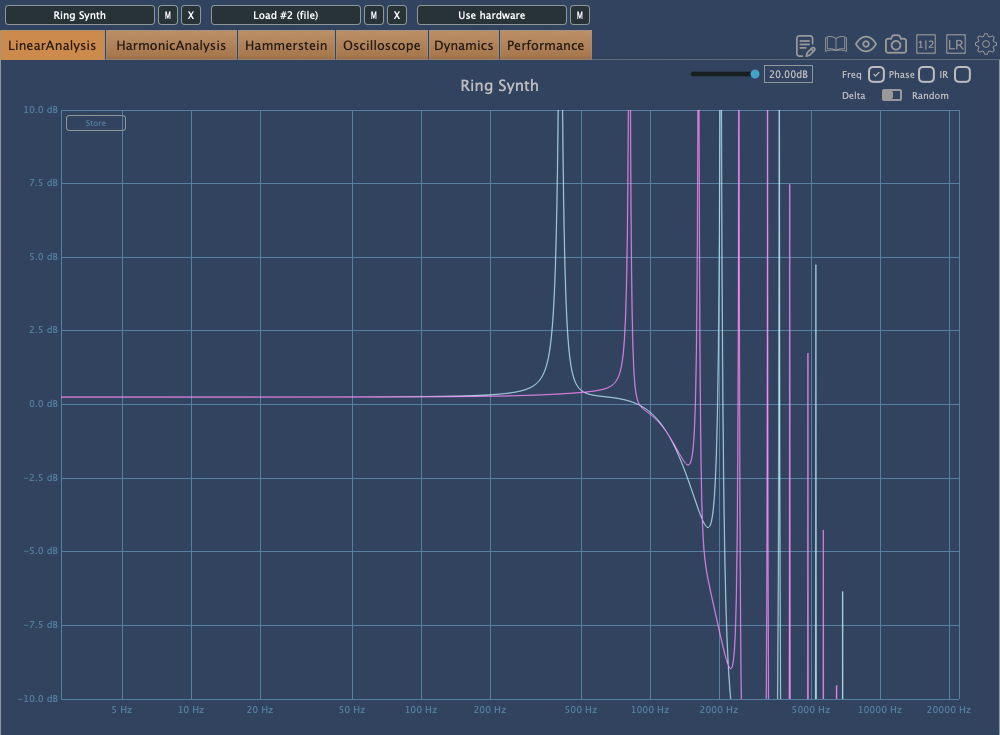 Ring Synth M X Load #2 (file) M X Use hardware M
LinearAnalysis HarmonicAnalysis Hammerstein Oscilloscope Dynamics Performance 1|2 LR
20.00dB Freq Phase IR
Ring Synth
Delta Random
10.0 dB
Store
7.5 dB
5.0 dB
2.5 dB
0.0 dB
−2.5 dB
−5.0 dB
−7.5 dB
−10.0 dB
5 Hz 10 Hz 20 Hz 50 Hz 100 Hz 200 Hz 500 Hz 1000 Hz 2000 Hz 5000 Hz 10000 Hz 20000 Hz